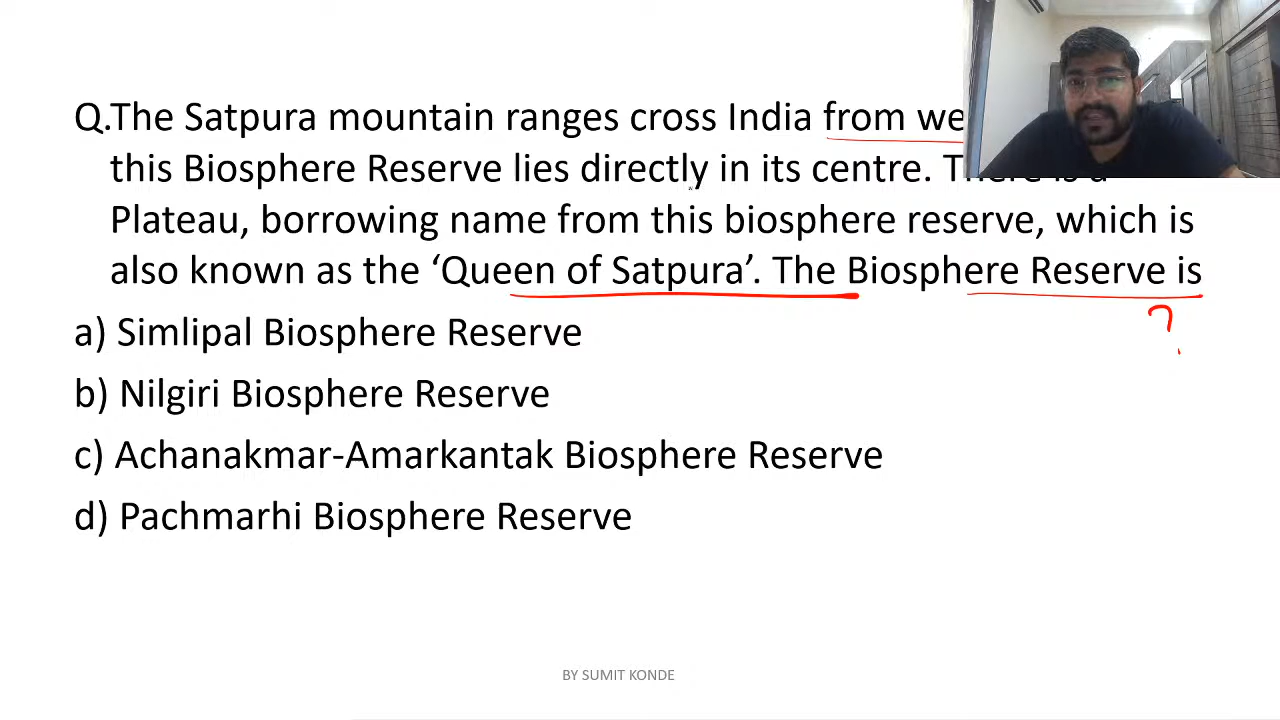 Q.The Satpura mountain ranges cross India from we
this Biosphere Reserve lies directly in its centre. There is a
Plateau, borrowing name from this biosphere reserve, which is
also known as the ‘Queen of Satpura’. The Biosphere Reserve is
?
a) Simlipal Biosphere Reserve
b) Nilgiri Biosphere Reserve
c) Achanakmar-Amarkantak Biosphere Reserve
d) Pachmarhi Biosphere Reserve
BY SUMIT KONDE